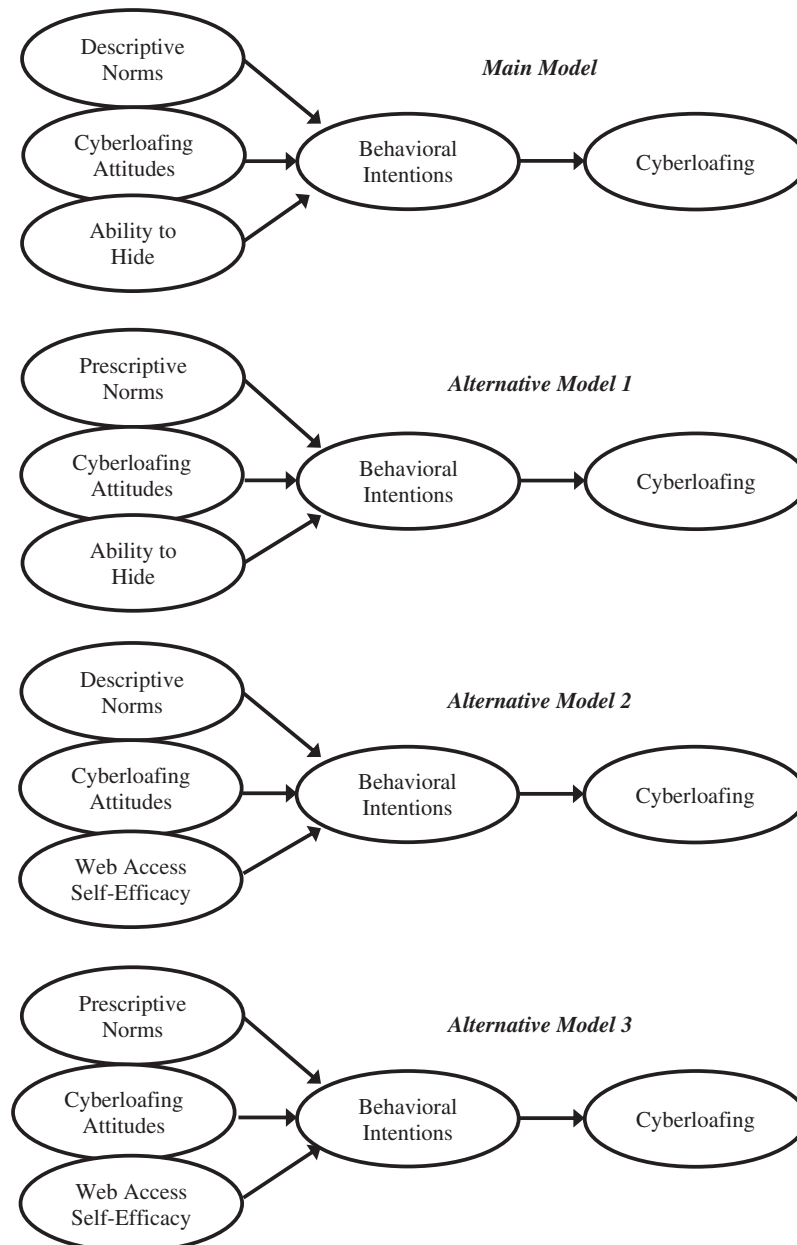 Descriptive
Norms
Main Model
Cyberloafing
Attitudes
Behavioral
Intentions
Cyberloafing
Ability to
Hide
Prescriptive
Norms
Alternative Model 1
Cyberloafing
Attitudes
Behavioral
Intentions
Cyberloafing
Ability to
Hide
Descriptive
Norms
Alternative Model 2
Cyberloafing
Attitudes
Behavioral
Intentions
Cyberloafing
Web Access
Self-Efficacy
Prescriptive
Norms
Alternative Model 3
Cyberloafing
Attitudes
Behavioral
Intentions
Cyberloafing
Web Access
Self-Efficacy